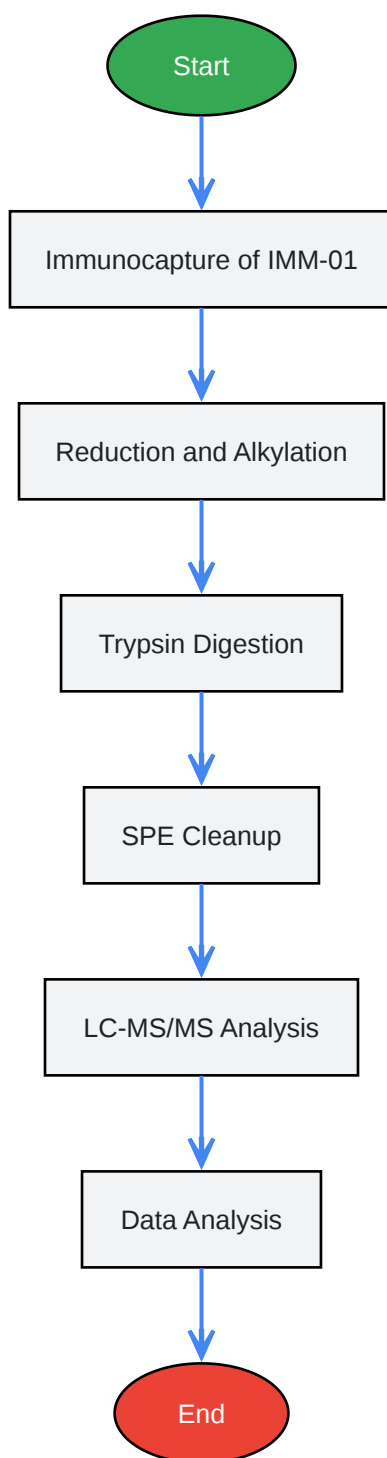 Start
Immunocapture of IMM-01
Reduction and Alkylation
Trypsin Digestion
SPE Cleanup
LC-MS/MS Analysis
Data Analysis
End